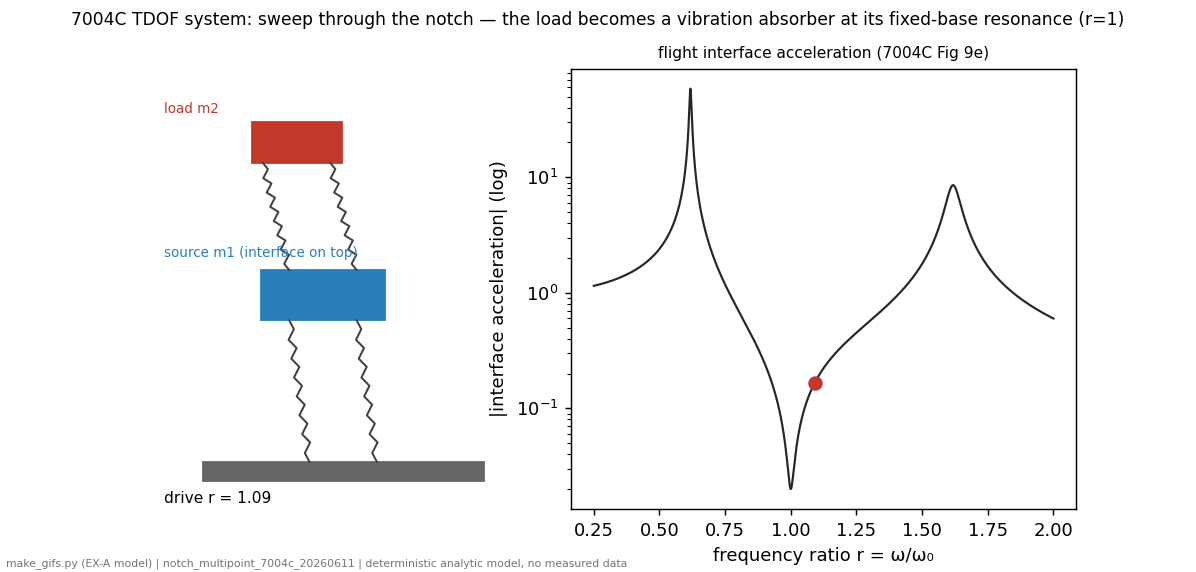 7004C TDOF system: sweep through the notch — the load becomes a vibration absorber at its fixed-base resonance (r=1)
flight interface acceleration (7004C Fig 9e)
load m2
source m1 (interface on top)
drive r = 1.09
|interface acceleration| (log)
10¹
10⁰
10⁻¹
0.25 0.50 0.75 1.00 1.25 1.50 1.75 2.00
frequency ratio r = ω/ω₀
make_gifs.py (EX-A model) | notch_multipoint_7004c_20260611 | deterministic analytic model, no measured data